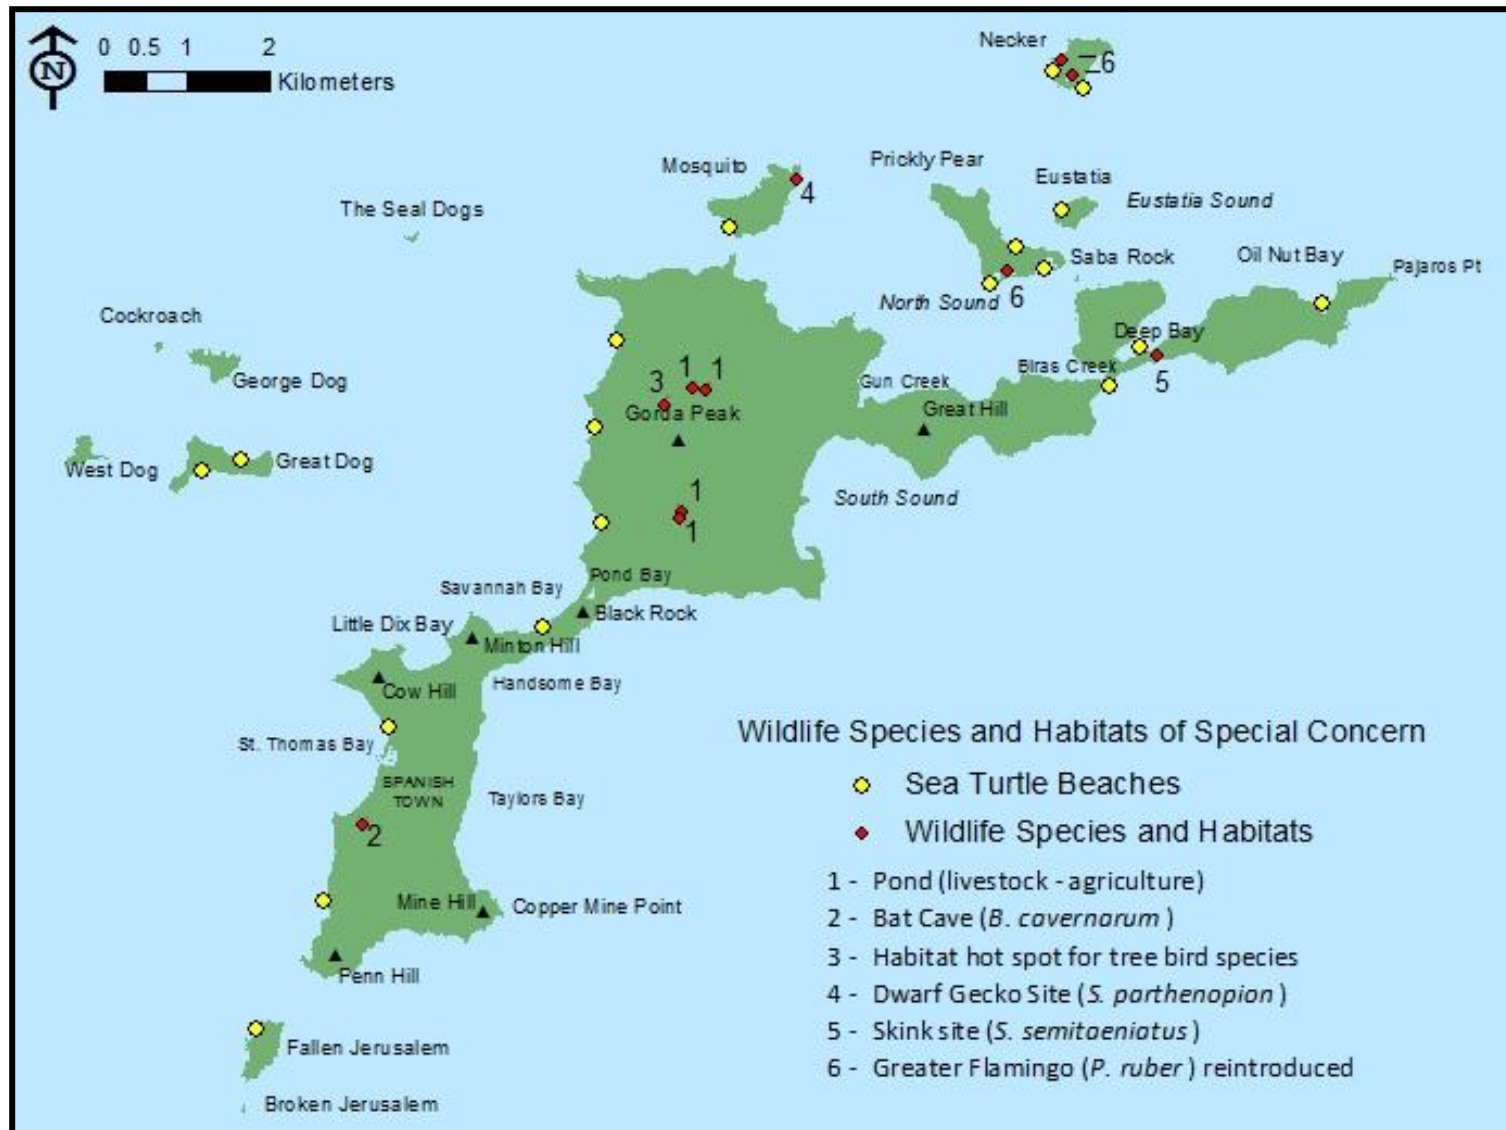 N
0 0.5 1 2
Kilometers
Necker
6
Mosquito
4
Prickly Pear
Eustatia
Eustatia Sound
The Seal Dogs
Saba Rock
Oil Nut Bay
Pajaros Pt
North Sound
6
Cockroach
George Dog
Deep Bay
Biras Creek
5
1 1
3
Gorda Peak
Gun Creek
Great Hill
West Dog
Great Dog
1
1
South Sound
Savannah Bay
Pond Bay
Black Rock
Little Dix Bay
Minton Hill
Handsome Bay
Cow Hill
St. Thomas Bay
SPANISH
TOWN
Taylors Bay
2
Mine Hill
Copper Mine Point
Penn Hill
Fallen Jerusalem
Broken Jerusalem
Wildlife Species and Habitats of Special Concern
Sea Turtle Beaches
Wildlife Species and Habitats
1 - Pond (livestock - agriculture)
2 - Bat Cave (B. cavernarum )
3 - Habitat hot spot for tree bird species
4 - Dwarf Gecko Site (S. parthenopion )
5 - Skink site (S. semitaeniatus )
6 - Greater Flamingo (P. ruber ) reintroduced